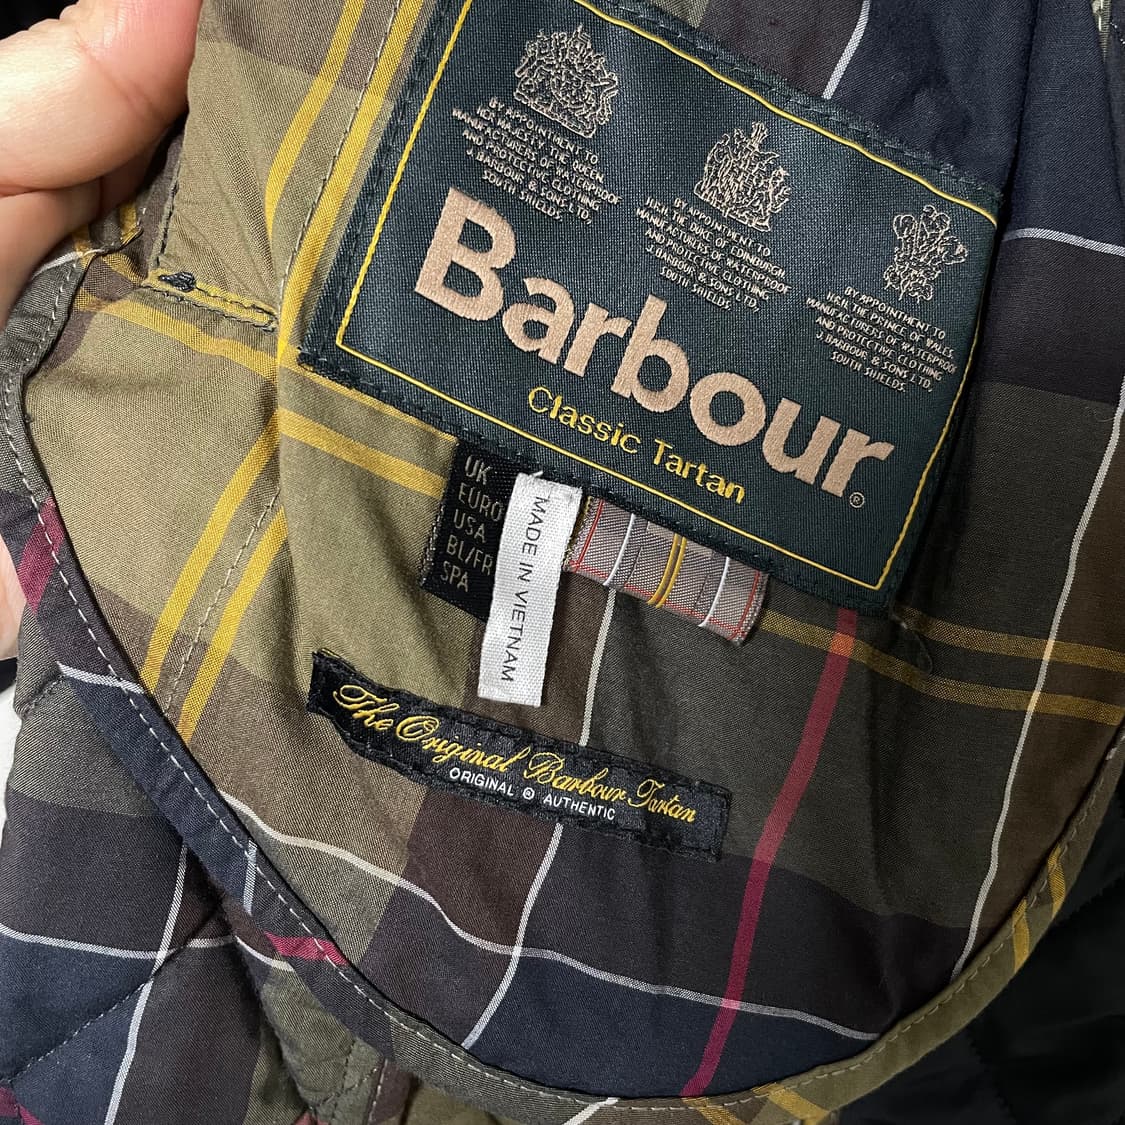 BY APPOINTMENT TO
H.M. THE QUEEN
MANUFACTURERS OF WATERPROOF
AND PROTECTIVE CLOTHING
J. BARBOUR & SONS LTD,
SOUTH SHIELDS.
BY APPOINTMENT TO
H.R.H. THE DUKE OF EDINBURGH
MANUFACTURERS OF WATERPROOF
AND PROTECTIVE CLOTHING
J. BARBOUR & SONS LTD,
SOUTH SHIELDS.
BY APPOINTMENT TO
H.R.H. THE PRINCE OF WALES,
MANUFACTURERS OF WATERPROOF
AND PROTECTIVE CLOTHING
J. BARBOUR & SONS LTD,
SOUTH SHIELDS.
Barbour®
Classic Tartan
UK
EURO
USA
BL/FR
SPA
MADE IN VIETNAM
The Original Barbour Tartan
ORIGINAL ® AUTHENTIC